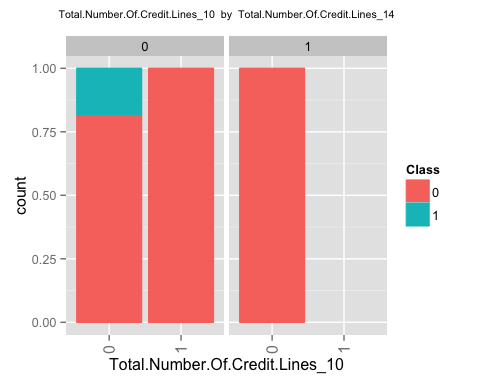 Total.Number.Of.Credit.Lines_10 by Total.Number.Of.Credit.Lines_14
0 1
1.00
0.75
0.50
0.25
0.00
count
0 1 0 1
Total.Number.Of.Credit.Lines_10
Class
0
1